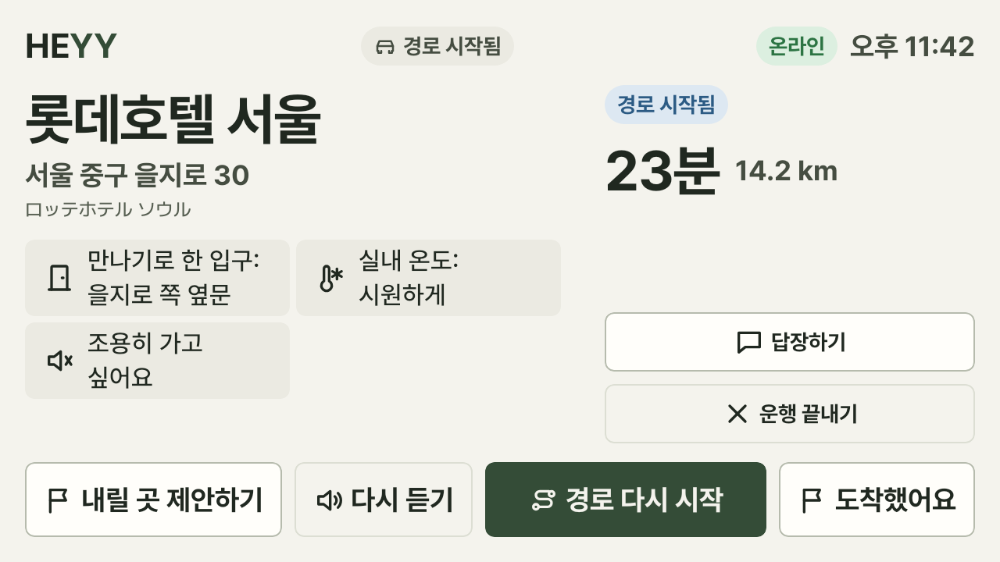 HEYY
경로 시작됨
온라인
오후 11:42
롯데호텔 서울
서울 중구 을지로 30
ロッテホテル ソウル
경로 시작됨
23분 14.2 km
만나기로 한 입구:
을지로 쪽 옆문
실내 온도:
시원하게
조용히 가고
싶어요
답장하기
운행 끝내기
내릴 곳 제안하기
다시 듣기
경로 다시 시작
도착했어요